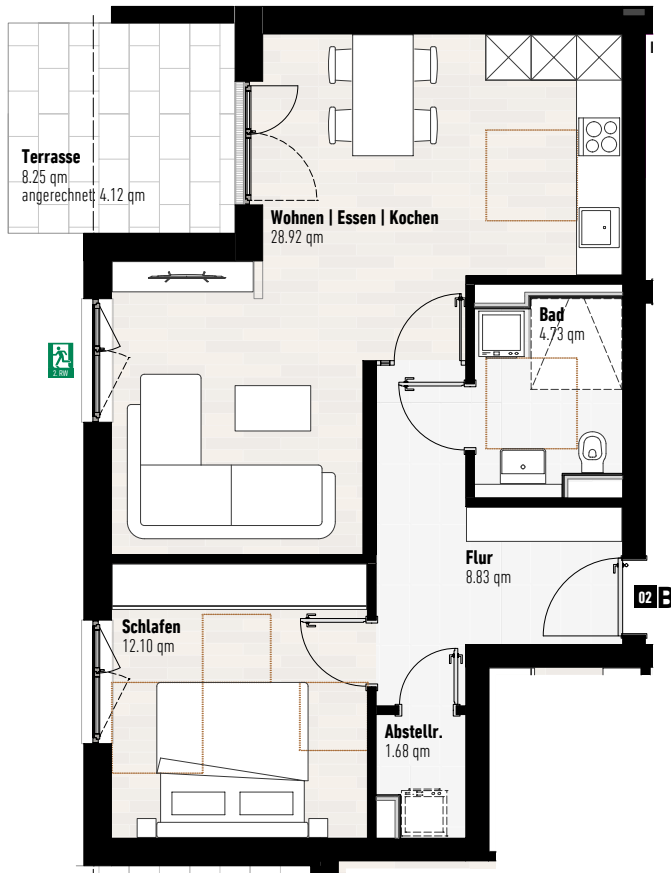 Terrasse
8.25 qm
angerechnet 4.12 qm
Wohnen | Essen | Kochen
28.92 qm
Bad
4.73 qm
2. RW
Flur
8.83 qm
02 B
Schlafen
12.10 qm
Abstellr.
1.68 qm